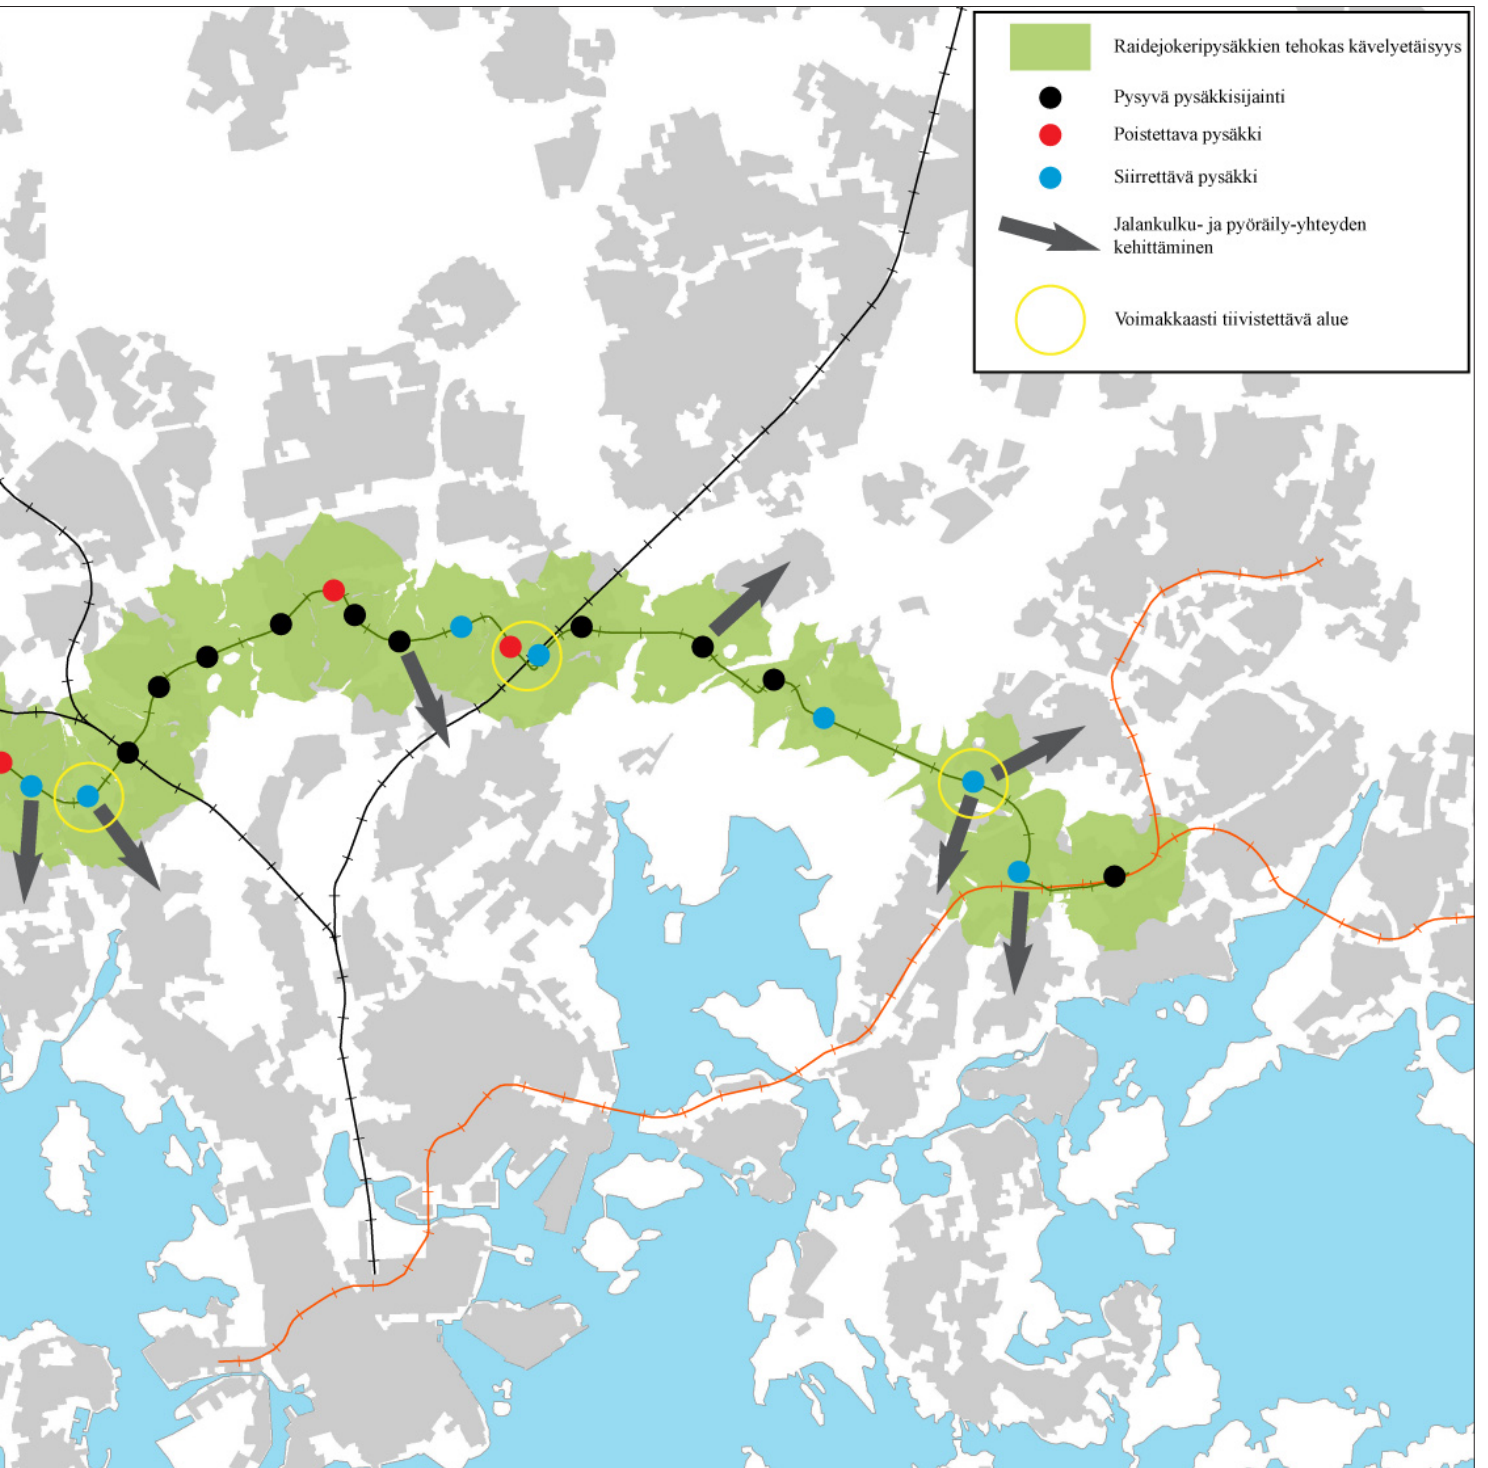 Raidejokeripysäkkien tehokas kävelyetäisyys
Pysyvä pysäkkisijainti
Poistettava pysäkki
Siirrettävä pysäkki
Jalankulku- ja pyöräily-yhteyden
kehittäminen
Voimakkaasti tiivistettävä alue